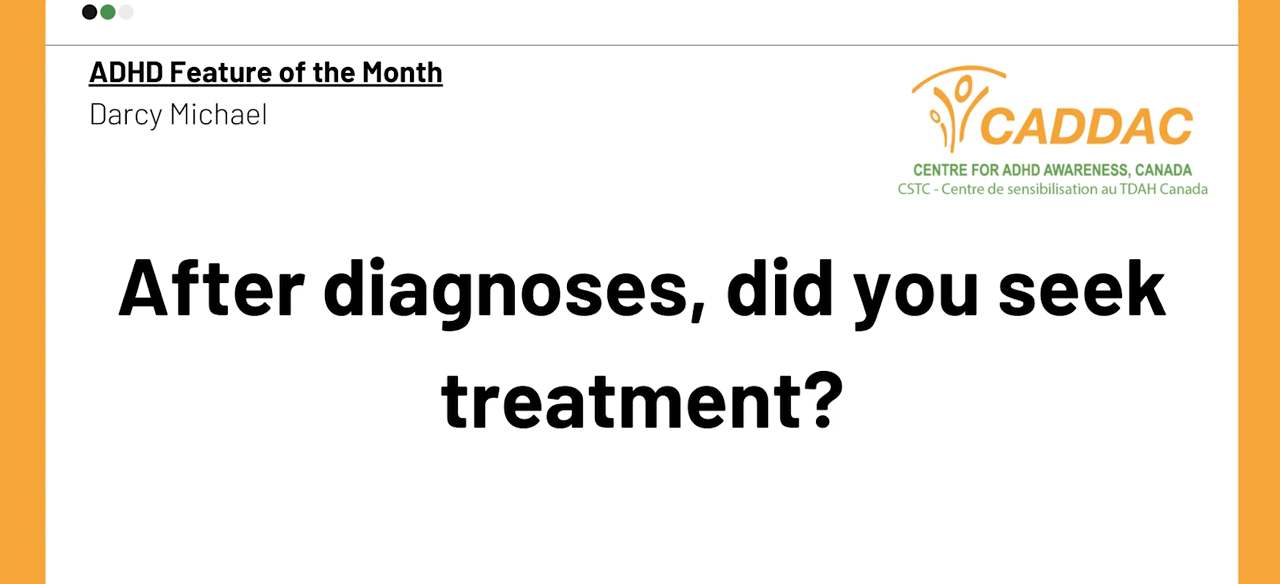 ADHD Feature of the Month
Darcy Michael
CADDAC
CENTRE FOR ADHD AWARENESS, CANADA
CSTC - Centre de sensibilisation au TDAH Canada
After diagnoses, did you seek
treatment?